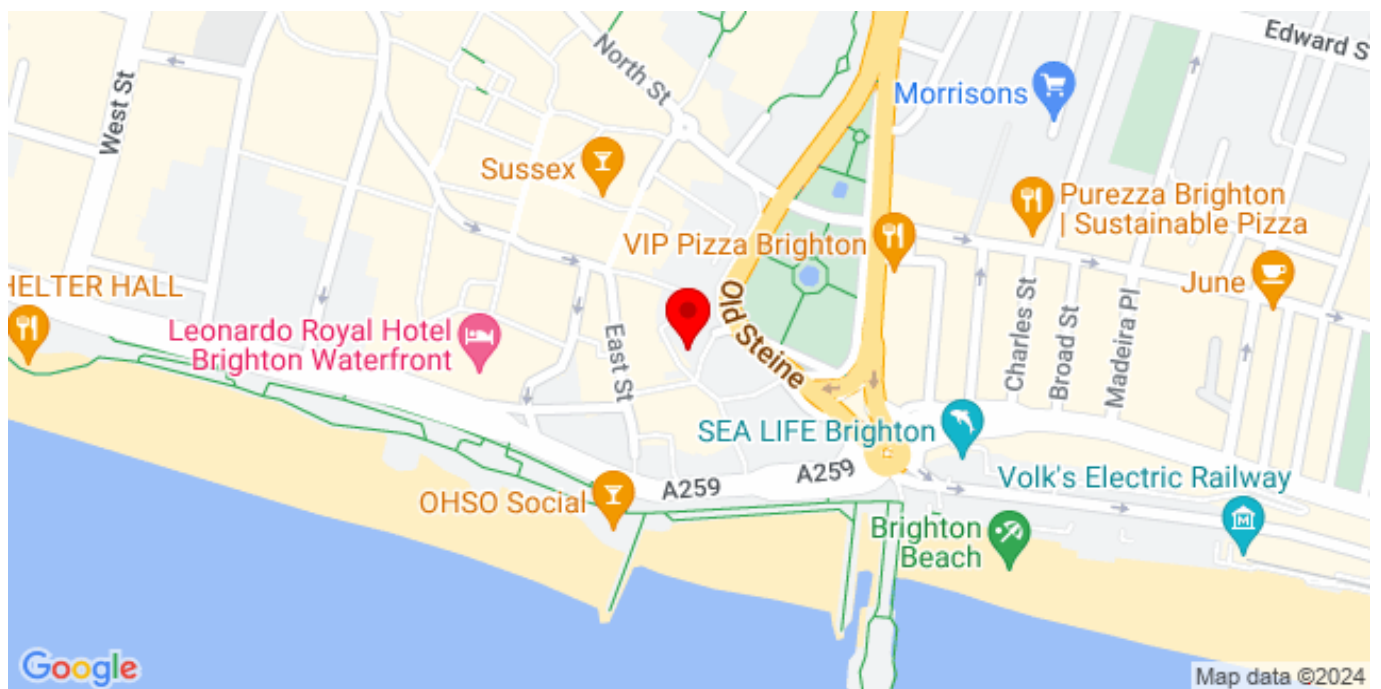 Edward S
North St
Morrisons
West St
Sussex
Purezza Brighton
| Sustainable Pizza
VIP Pizza Brighton
June
HELTER HALL
Old Steine
Leonardo Royal Hotel
Brighton Waterfront
East St
Charles St
Broad St
Madeira Pl
SEA LIFE Brighton
A259
A259
Volk's Electric Railway
OHSO Social
Brighton
Beach
Google
Map data ©2024